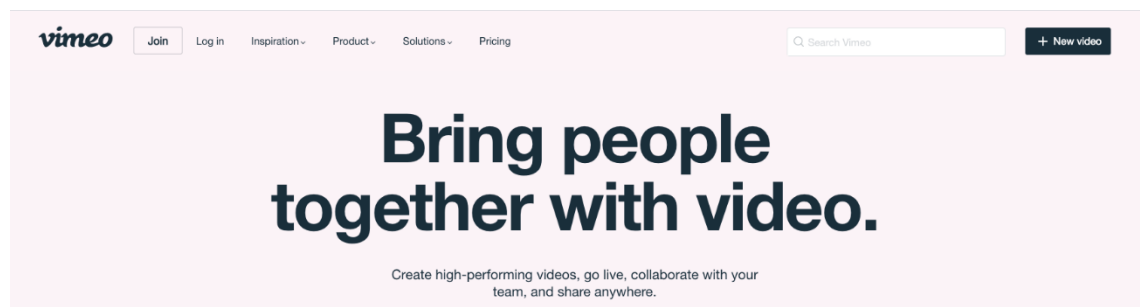 vimeo Join Log in Inspiration Product Solutions Pricing Search Vimeo + New video
Bring people
together with video.
Create high-performing videos, go live, collaborate with your
team, and share anywhere.